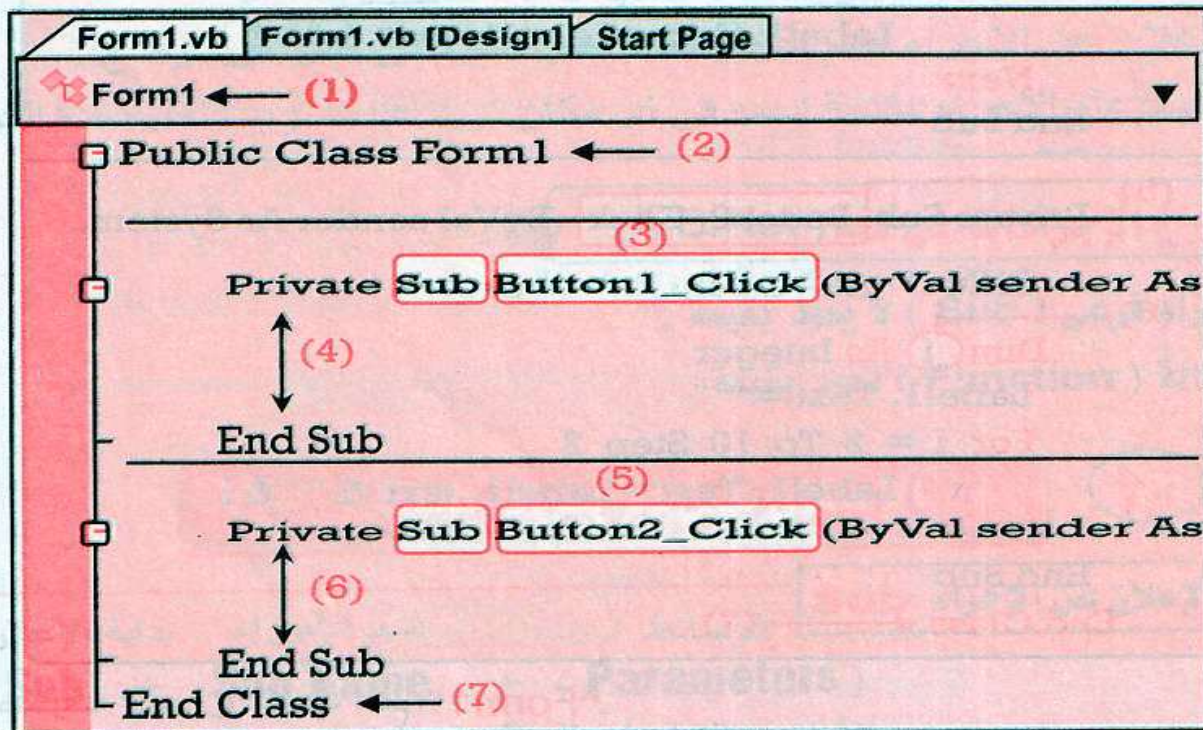 Form1.vb Form1.vb [Design] Start Page
Form1 (1)
Public Class Form1 (2)
(3)
Private Sub Button1_Click (ByVal sender As
(4)
End Sub
(5)
Private Sub Button2_Click (ByVal sender As
(6)
End Sub
End Class (7)